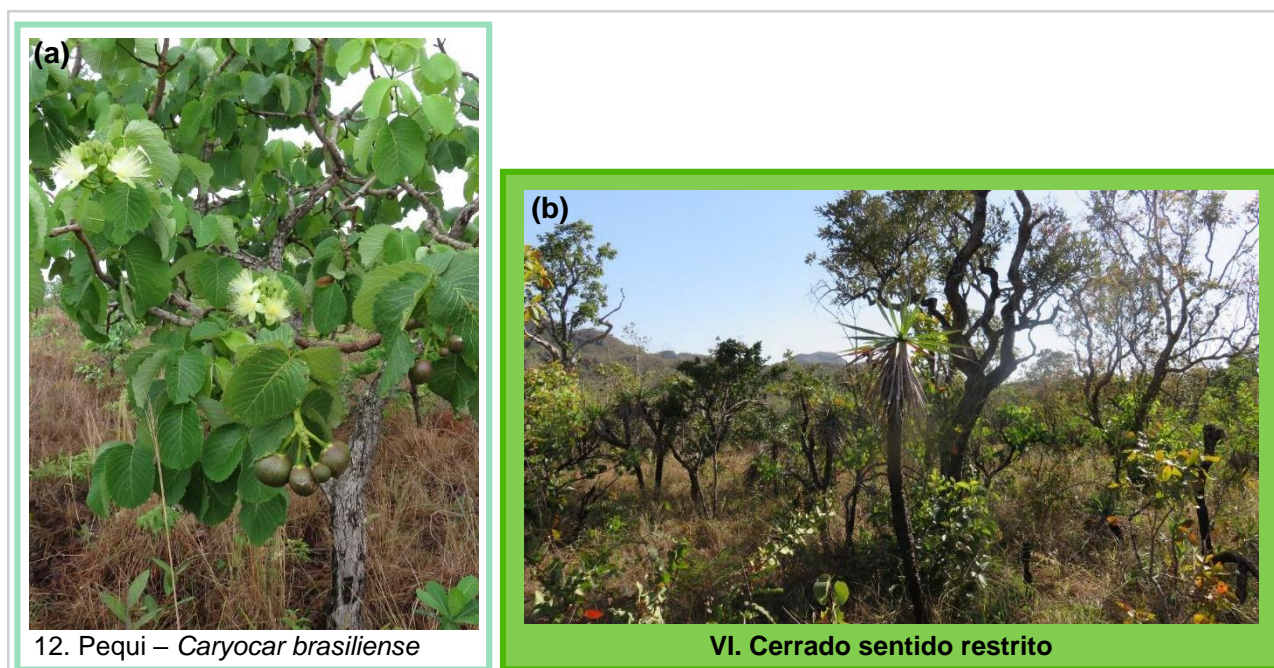 (a)
12. Pequi – Caryocar brasiliense
(b)
VI. Cerrado sentido restrito